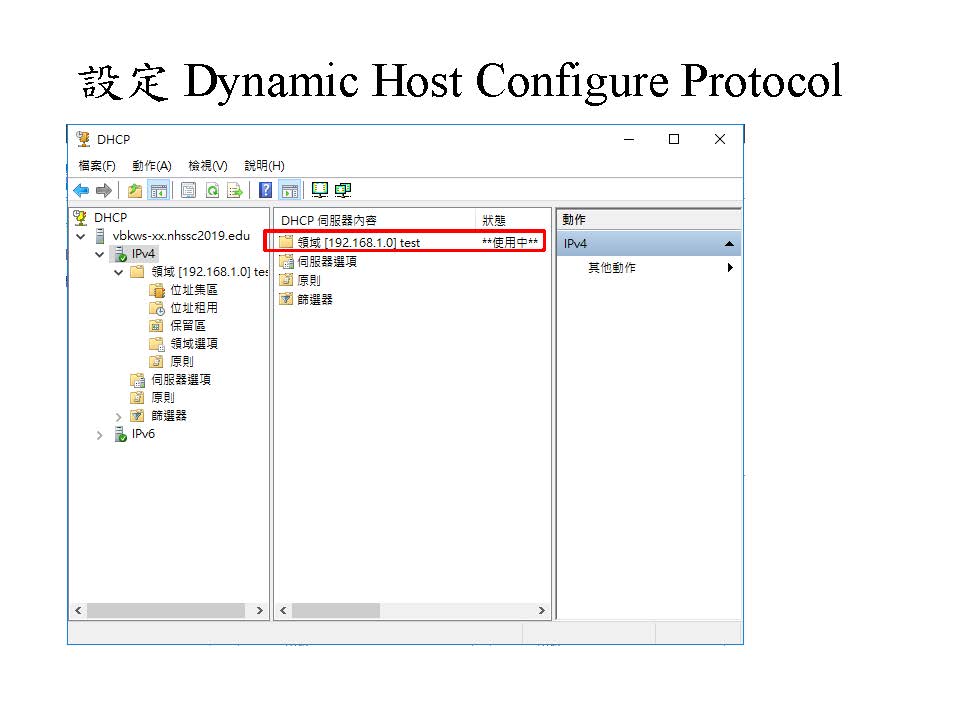 設定 Dynamic Host Configure Protocol
DHCP
檔案(F) 動作(A) 檢視(V) 說明(H)
DHCP
vbkws-xx.nhssc2019.edu
IPv4
領域 [192.168.1.0] tes
位址集區
位址租用
保留區
領域選項
原則
伺服器選項
原則
篩選器
IPv6
DHCP 伺服器內容 狀態
領域 [192.168.1.0] test **使用中**
伺服器選項
原則
篩選器
動作
IPv4
其他動作